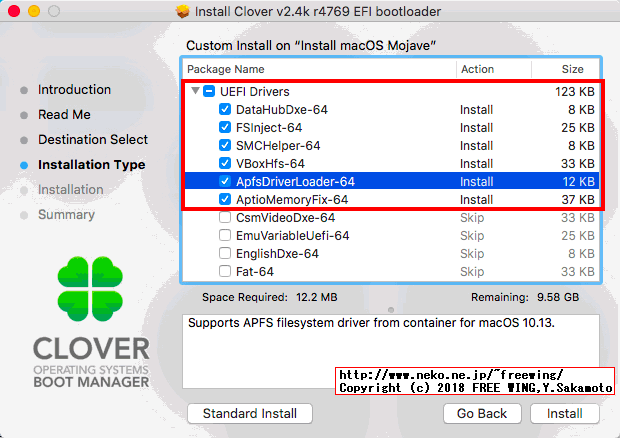 Install Clover v2.4k r4769 EFI bootloader
Custom Install on “Install macOS Mojave”
Introduction
Read Me
Destination Select
Installation Type
Installation
Summary
Package Name Action Size
UEFI Drivers 123 KB
DataHubDxe-64 Install 8 KB
FSInject-64 Install 25 KB
SMCHelper-64 Install 8 KB
VBoxHfs-64 Install 33 KB
ApfsDriverLoader-64 Install 12 KB
AptioMemoryFix-64 Install 37 KB
CsmVideoDxe-64 Skip 33 KB
EmuVariableUefi-64 Skip 25 KB
EnglishDxe-64 Skip 8 KB
Fat-64 Skip 33 KB
Space Required: 12.2 MB Remaining: 9.58 GB
Supports APFS filesystem driver from container for macOS 10.13.
CLOVER
OPERATING SYSTEMS
BOOT MANAGER
http://www.neko.ne.jp/~freewing/
Copyright (c) 2018 FREE WING,Y.Sakamoto
Standard Install Go Back Install